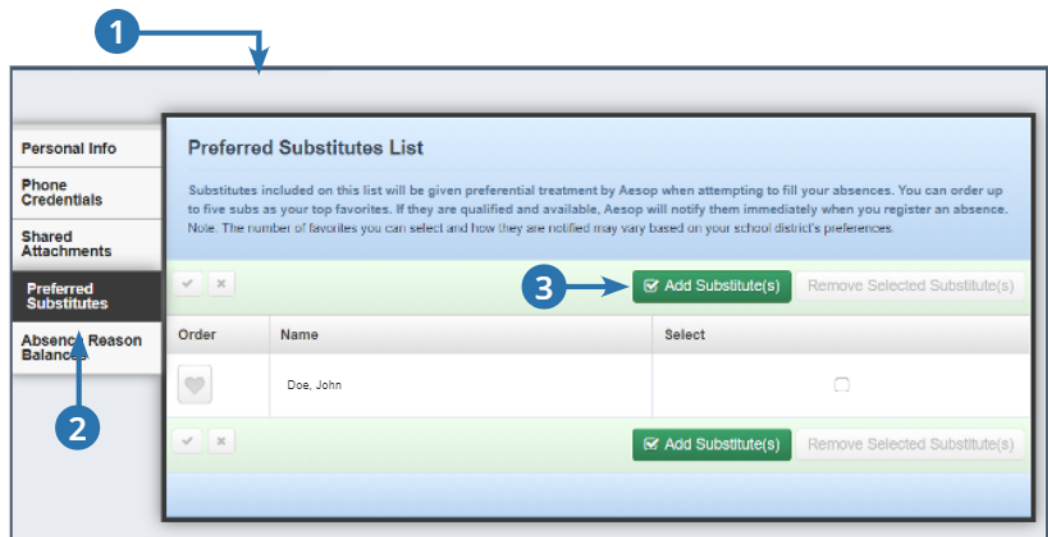 1
Personal Info
Phone
Credentials
Shared
Attachments
Preferred
Substitutes
Absence Reason
Balances
2
Preferred Substitutes List
Substitutes included on this list will be given preferential treatment by Aesop when attempting to fill your absences. You can order up
to five subs as your top favorites. If they are qualified and available, Aesop will notify them immediately when you register an absence.
Note. The number of favorites you can select and how they are notified may vary based on your school district's preferences.
3
Add Substitute(s) Remove Selected Substitute(s)
Order Name Select
Doe, John
Add Substitute(s) Remove Selected Substitute(s)